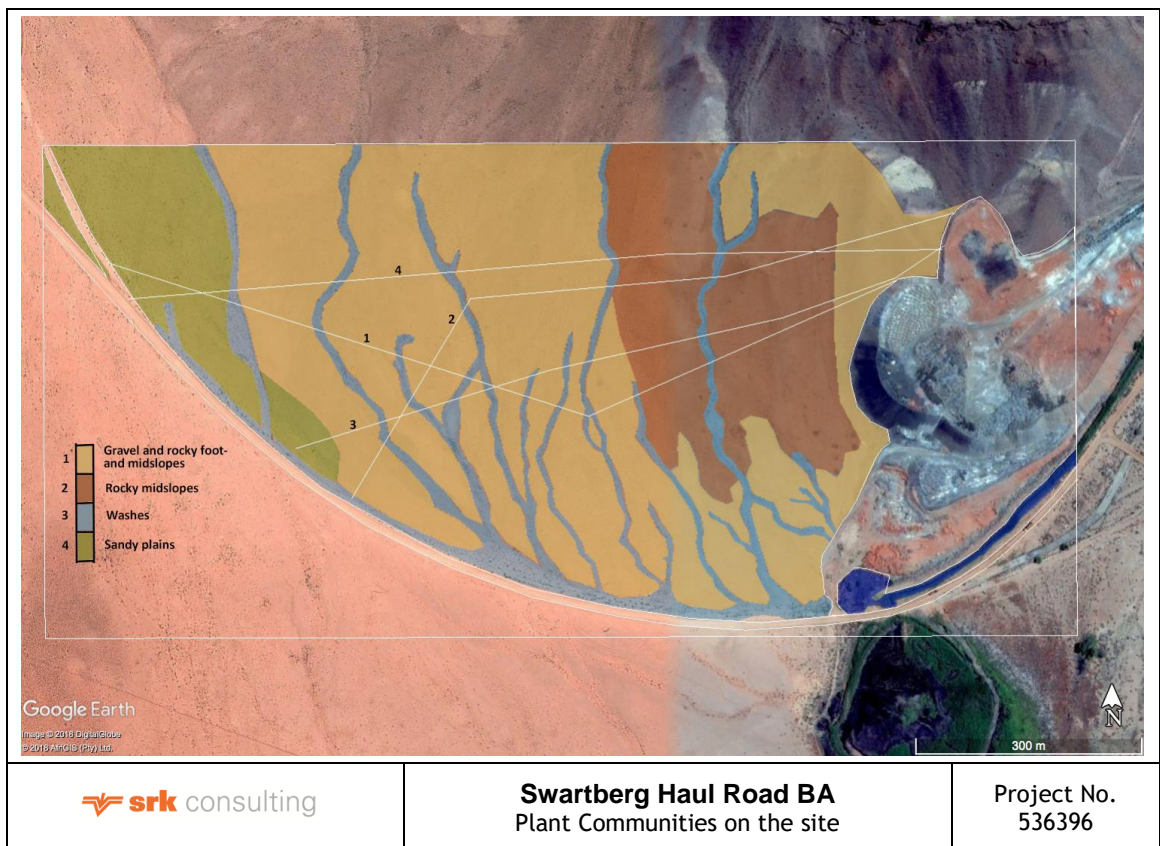 4
2
1
3
1 Gravel and rocky foot-
and midslopes
2 Rocky midslopes
3 Washes
4 Sandy plains
Google Earth
Image © 2018 DigitalGlobe
© 2018 AfriGIS (Pty) Ltd.
N
300 m
srk consulting
Swartberg Haul Road BA
Plant Communities on the site
Project No.
536396